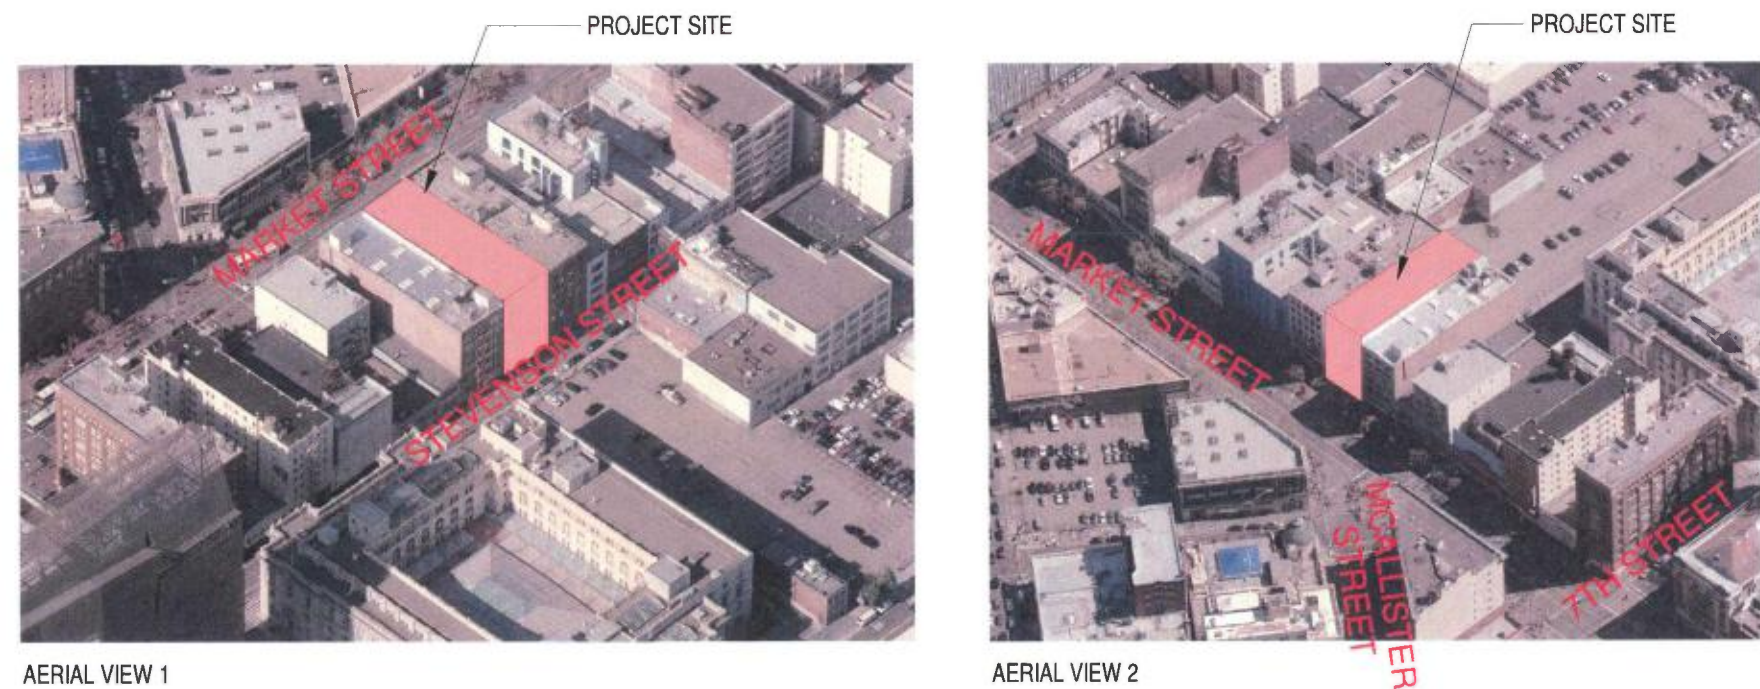 PROJECT SITE
MARKET STREET
STEVENSON STREET
AERIAL VIEW 1
PROJECT SITE
MARKET STREET
MCALLISTER
STREET
7TH STREET
AERIAL VIEW 2